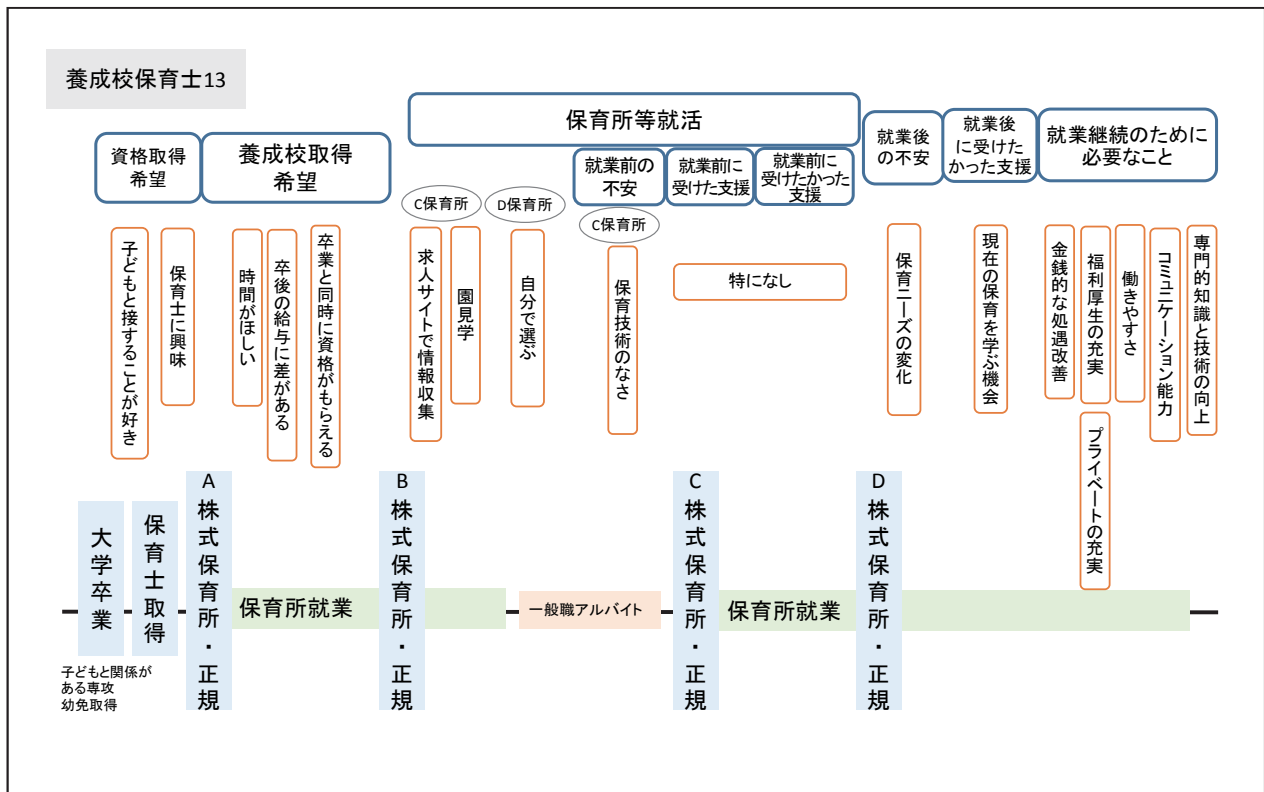 養成校保育士13
資格取得
希望
養成校取得
希望
保育所等就活
就業前の
不安
就業前に
受けた支援
就業前に
受けたかった
支援
就業後
の不安
就業後
に受けた
かった支援
就業継続のために
必要なこと
C保育所
D保育所
C保育所
子どもと接することが好き
保育士に興味
時間がほしい
卒後の給与に差がある
卒業と同時に資格がもらえる
求人サイトで情報収集
園見学
自分で選ぶ
保育技術のなさ
特になし
保育ニーズの変化
現在の保育を学ぶ機会
金銭的な処遇改善
福利厚生の充実
働きやすさ
コミュニケーション能力
専門的知識と技術の向上
プライベートの充実
大学卒業
保育士取得
A株式保育所・正規
保育所就業
B株式保育所・正規
一般職アルバイト
C株式保育所・正規
保育所就業
D株式保育所・正規
子どもと関係が
ある専攻
幼免取得